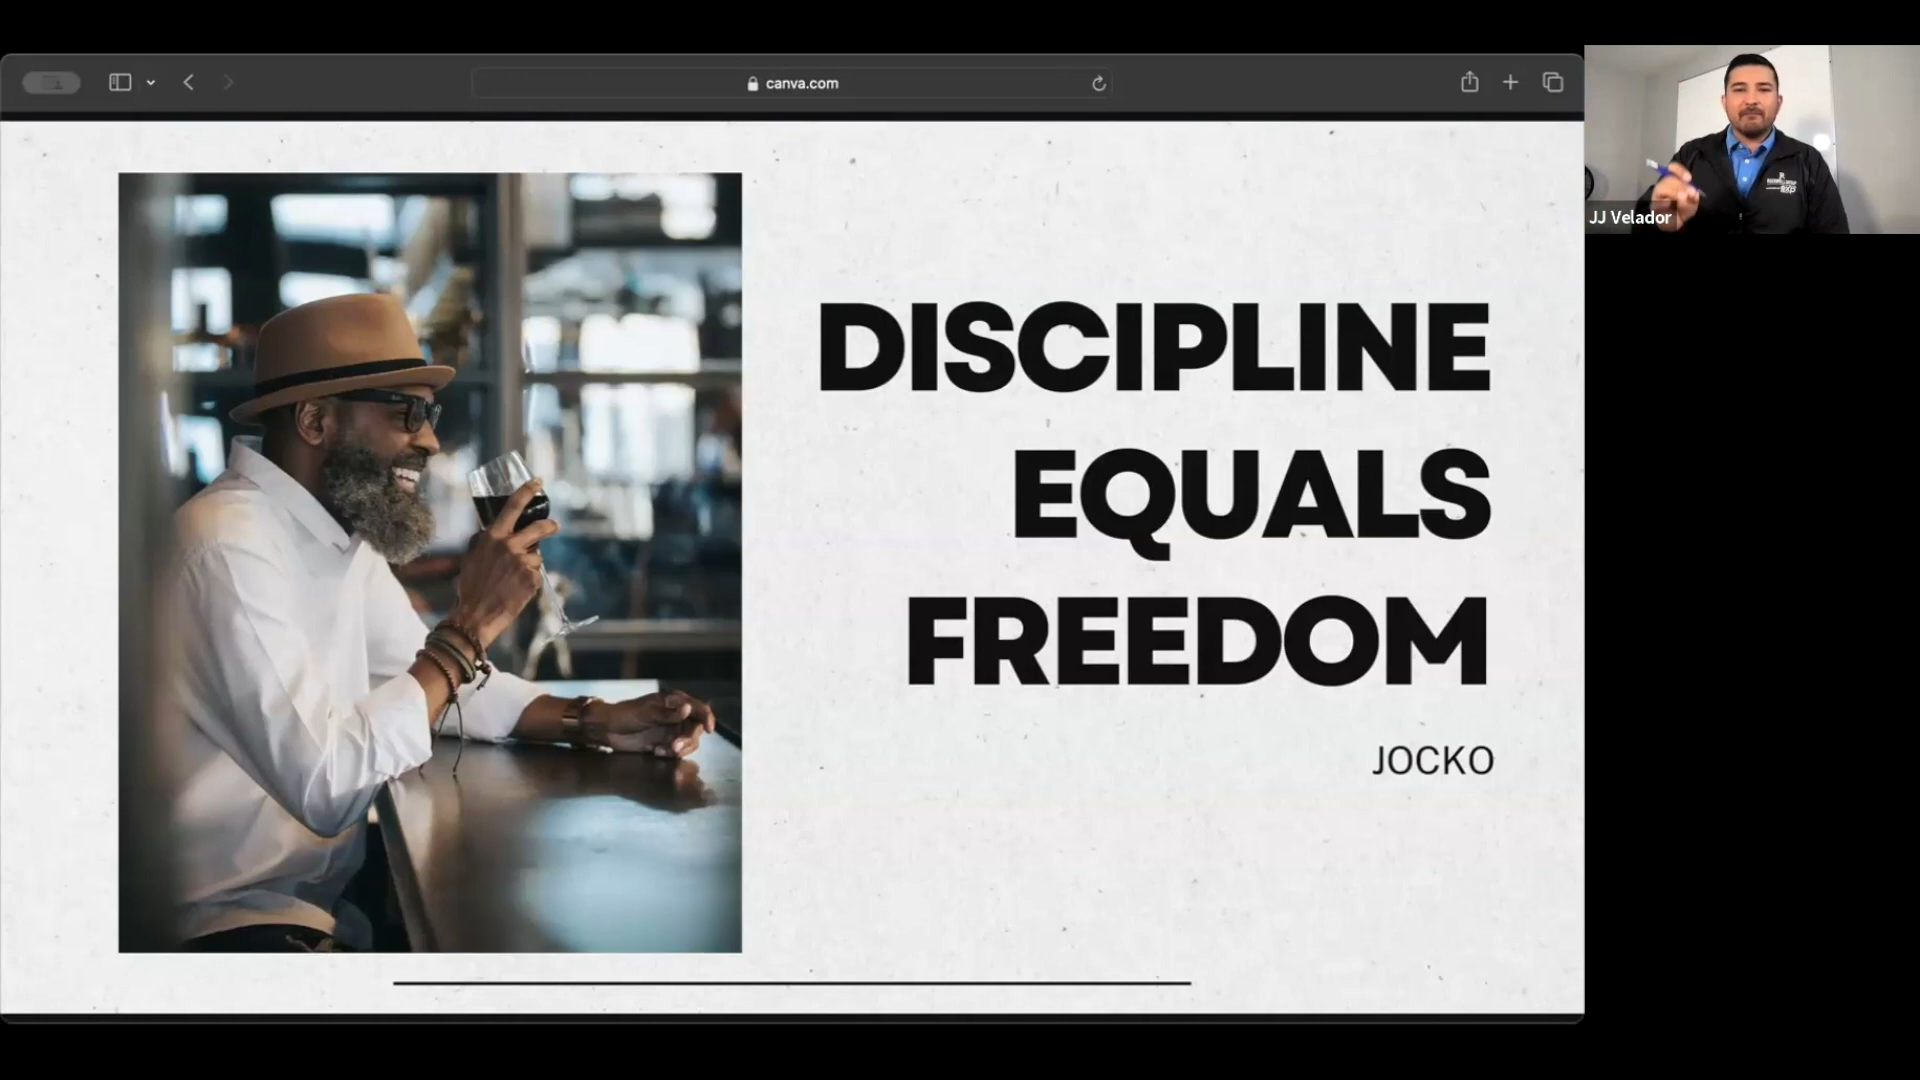 canva.com
DISCIPLINE
EQUALS
FREEDOM
JOCKO
JJ Velador